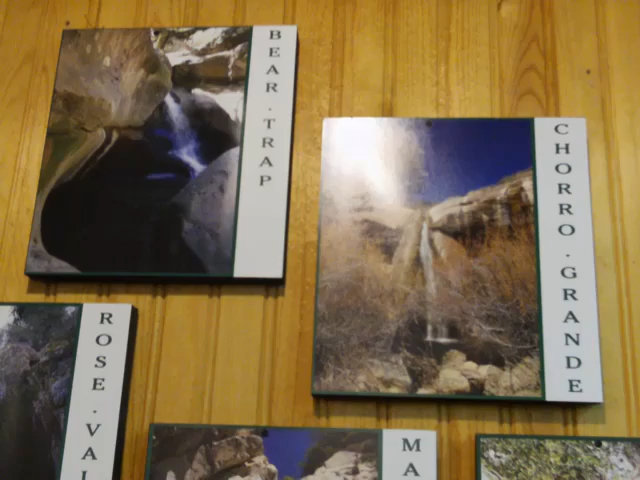 BEAR · TRAP
CHORRO · GRANDE
ROSE · VAL
MA